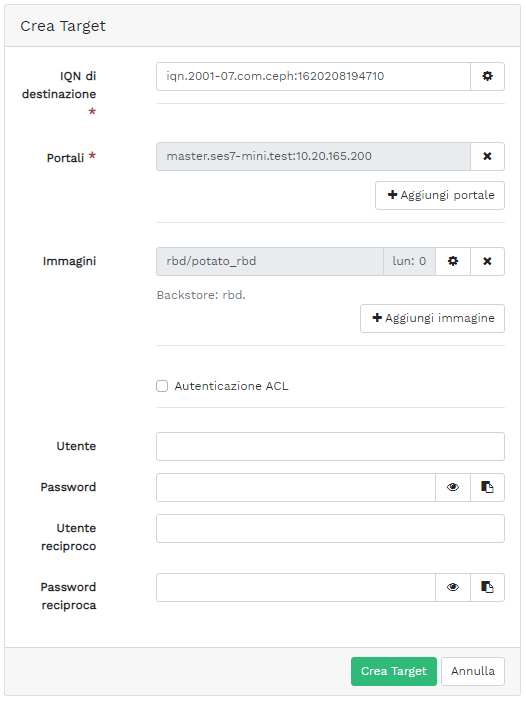 Crea Target
IQN di
destinazione
*
iqn.2001-07.com.ceph:1620208194710
Portali *
master.ses7-mini.test:10.20.165.200
Aggiungi portale
Immagini
rbd/potato_rbd
lun: 0
Backstore: rbd.
Aggiungi immagine
Autenticazione ACL
Utente
Password
Utente
reciproco
Password
reciproca
Crea Target
Annulla